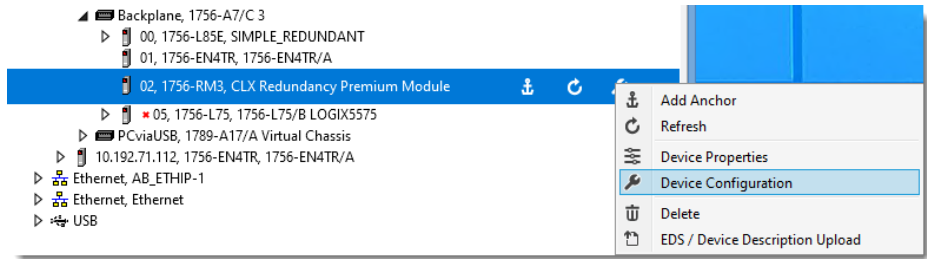 Backplane, 1756-A7/C 3
00, 1756-L85E, SIMPLE_REDUNDANT
01, 1756-EN4TR, 1756-EN4TR/A
02, 1756-RM3, CLX Redundancy Premium Module
05, 1756-L75, 1756-L75/B LOGIX5575
PCviaUSB, 1789-A17/A Virtual Chassis
10.192.71.112, 1756-EN4TR, 1756-EN4TR/A
Ethernet, AB_ETHIP-1
Ethernet, Ethernet
USB
Add Anchor
Refresh
Device Properties
Device Configuration
Delete
EDS / Device Description Upload